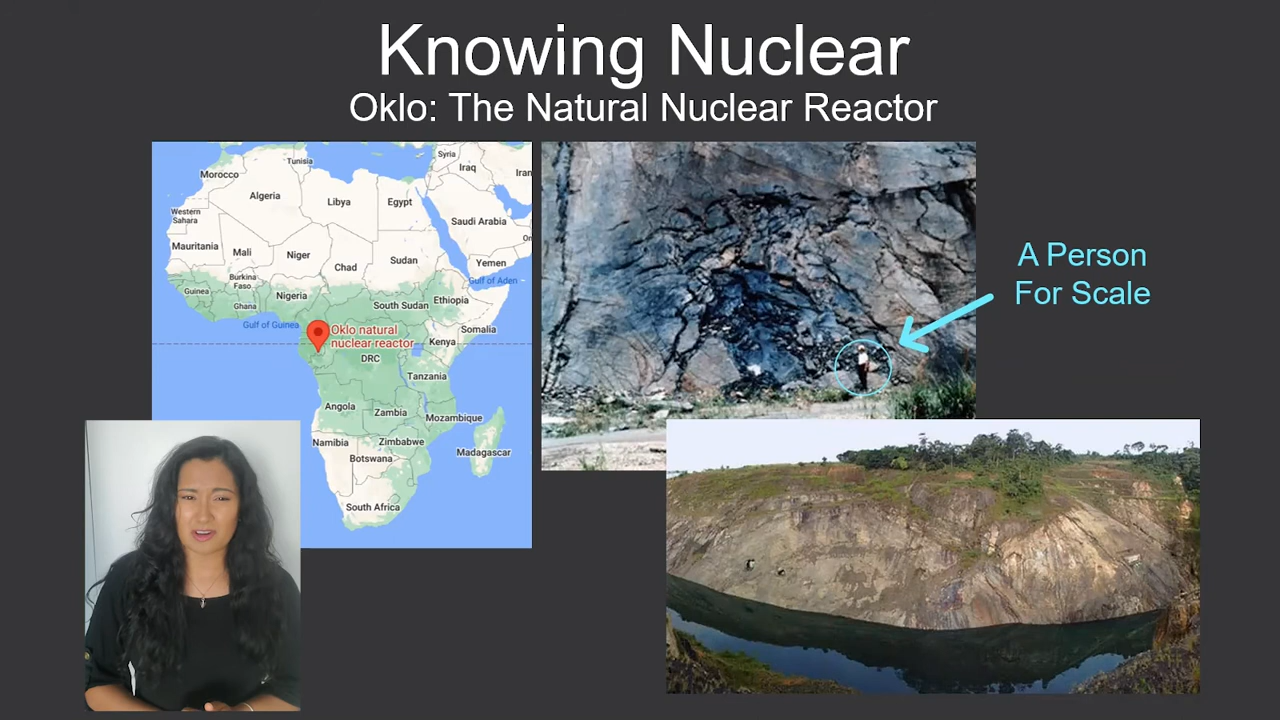 Knowing Nuclear
Oklo: The Natural Nuclear Reactor
Tunisia
Syria
Morocco
Iraq
Iran
Algeria
Libya
Egypt
Western
Sahara
Saudi Arabia
On
Mauritania
Mali
Niger
Chad
Sudan
Yemen
Burkina
Faso
Gulf of Aden
Guinea
Ghana
Nigeria
South Sudan
Ethiopia
Gulf of Guinea
Oklo natural
nuclear reactor
Somalia
Kenya
DRC
Tanzania
Angola
Zambia
Mozambique
Namibia
Zimbabwe
Botswana
Madagascar
South Africa
A Person
For Scale